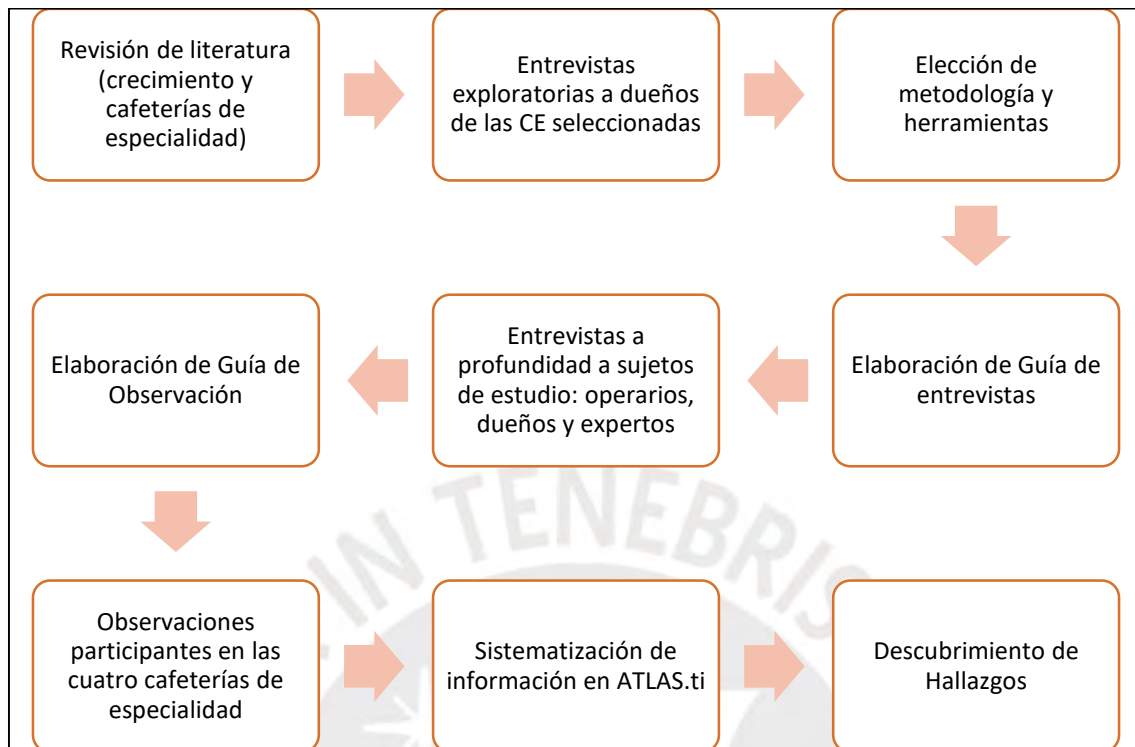 Revisión de literatura
(crecimiento y
cafeterías de
especialidad)
Entrevistas
exploratorias a dueños
de las CE seleccionadas
Elección de
metodología y
herramientas
Elaboración de Guía de
entrevistas
Entrevistas a
profundidad a sujetos
de estudio: operarios,
dueños y expertos
Elaboración de Guía de
Observación
Observaciones
participantes en las
cuatro cafeterías de
especialidad
Sistematización de
información en ATLAS.ti
Descubrimiento de
Hallazgos
IN TENEBRIS